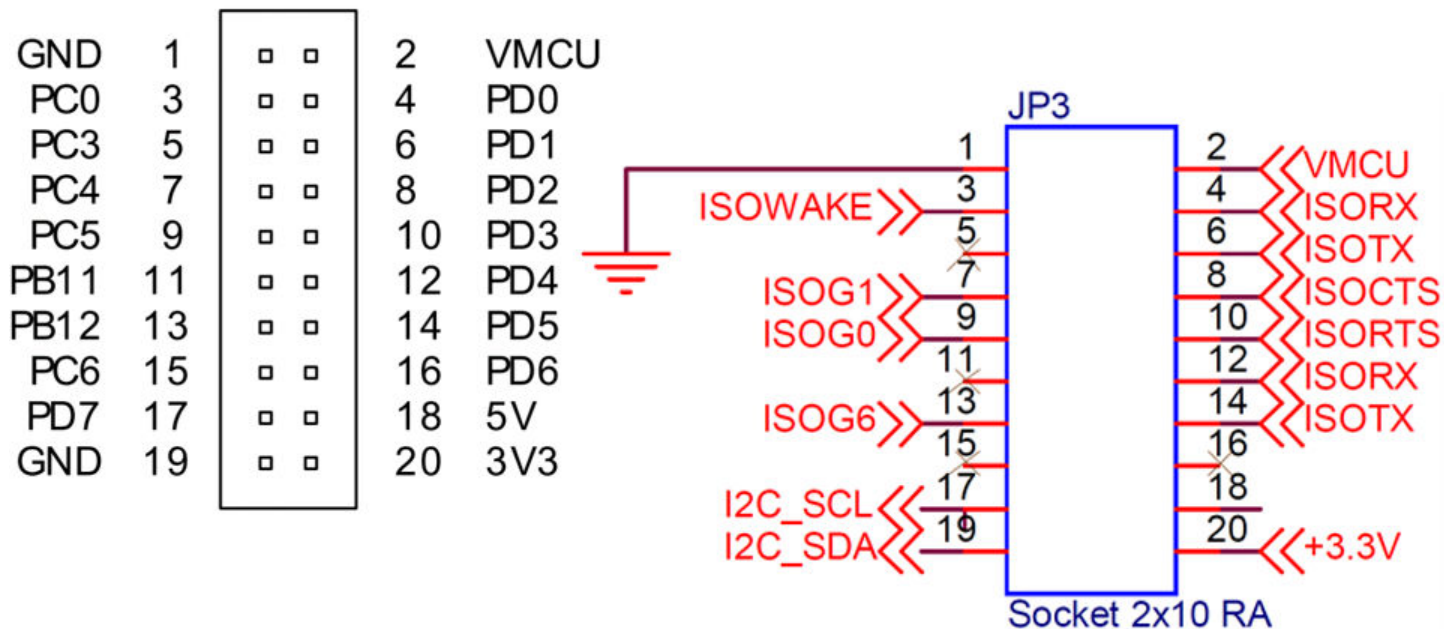 GND 1 2 VMCU
PC0 3 4 PD0
PC3 5 6 PD1
PC4 7 8 PD2
PC5 9 10 PD3
PB11 11 12 PD4
PB12 13 14 PD5
PC6 15 16 PD6
PD7 17 18 5V
GND 19 20 3V3
JP3
1 2 VMCU
ISOWAKE 3 4 ISORX
5 6 ISOTX
ISOG1 7 8 ISOCTS
ISOG0 9 10 ISORTS
11 12 ISORX
ISOG6 13 14 ISOTX
15 16
I2C_SCL 17 18
I2C_SDA 19 20 +3.3V
Socket 2x10 RA